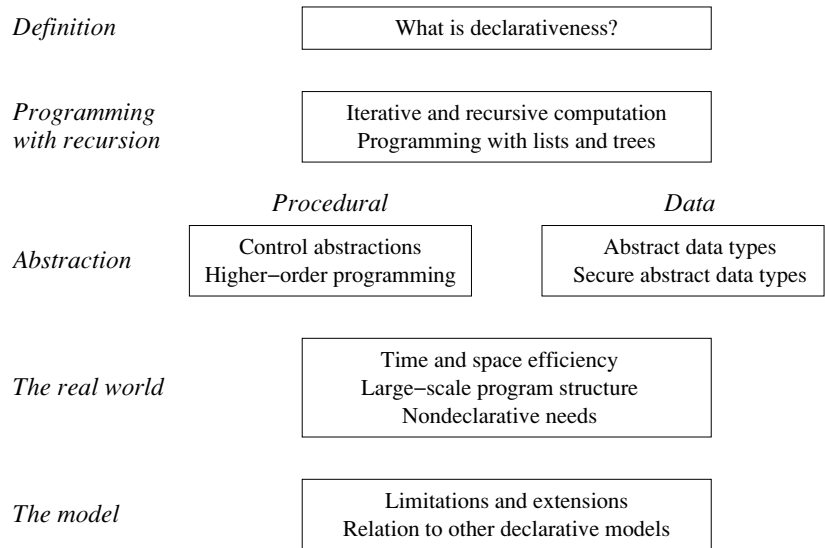 Definition
What is declarativeness?
Programming
with recursion
Iterative and recursive computation
Programming with lists and trees
Procedural
Data
Abstraction
Control abstractions
Higher−order programming
Abstract data types
Secure abstract data types
The real world
Time and space efficiency
Large−scale program structure
Nondeclarative needs
The model
Limitations and extensions
Relation to other declarative models